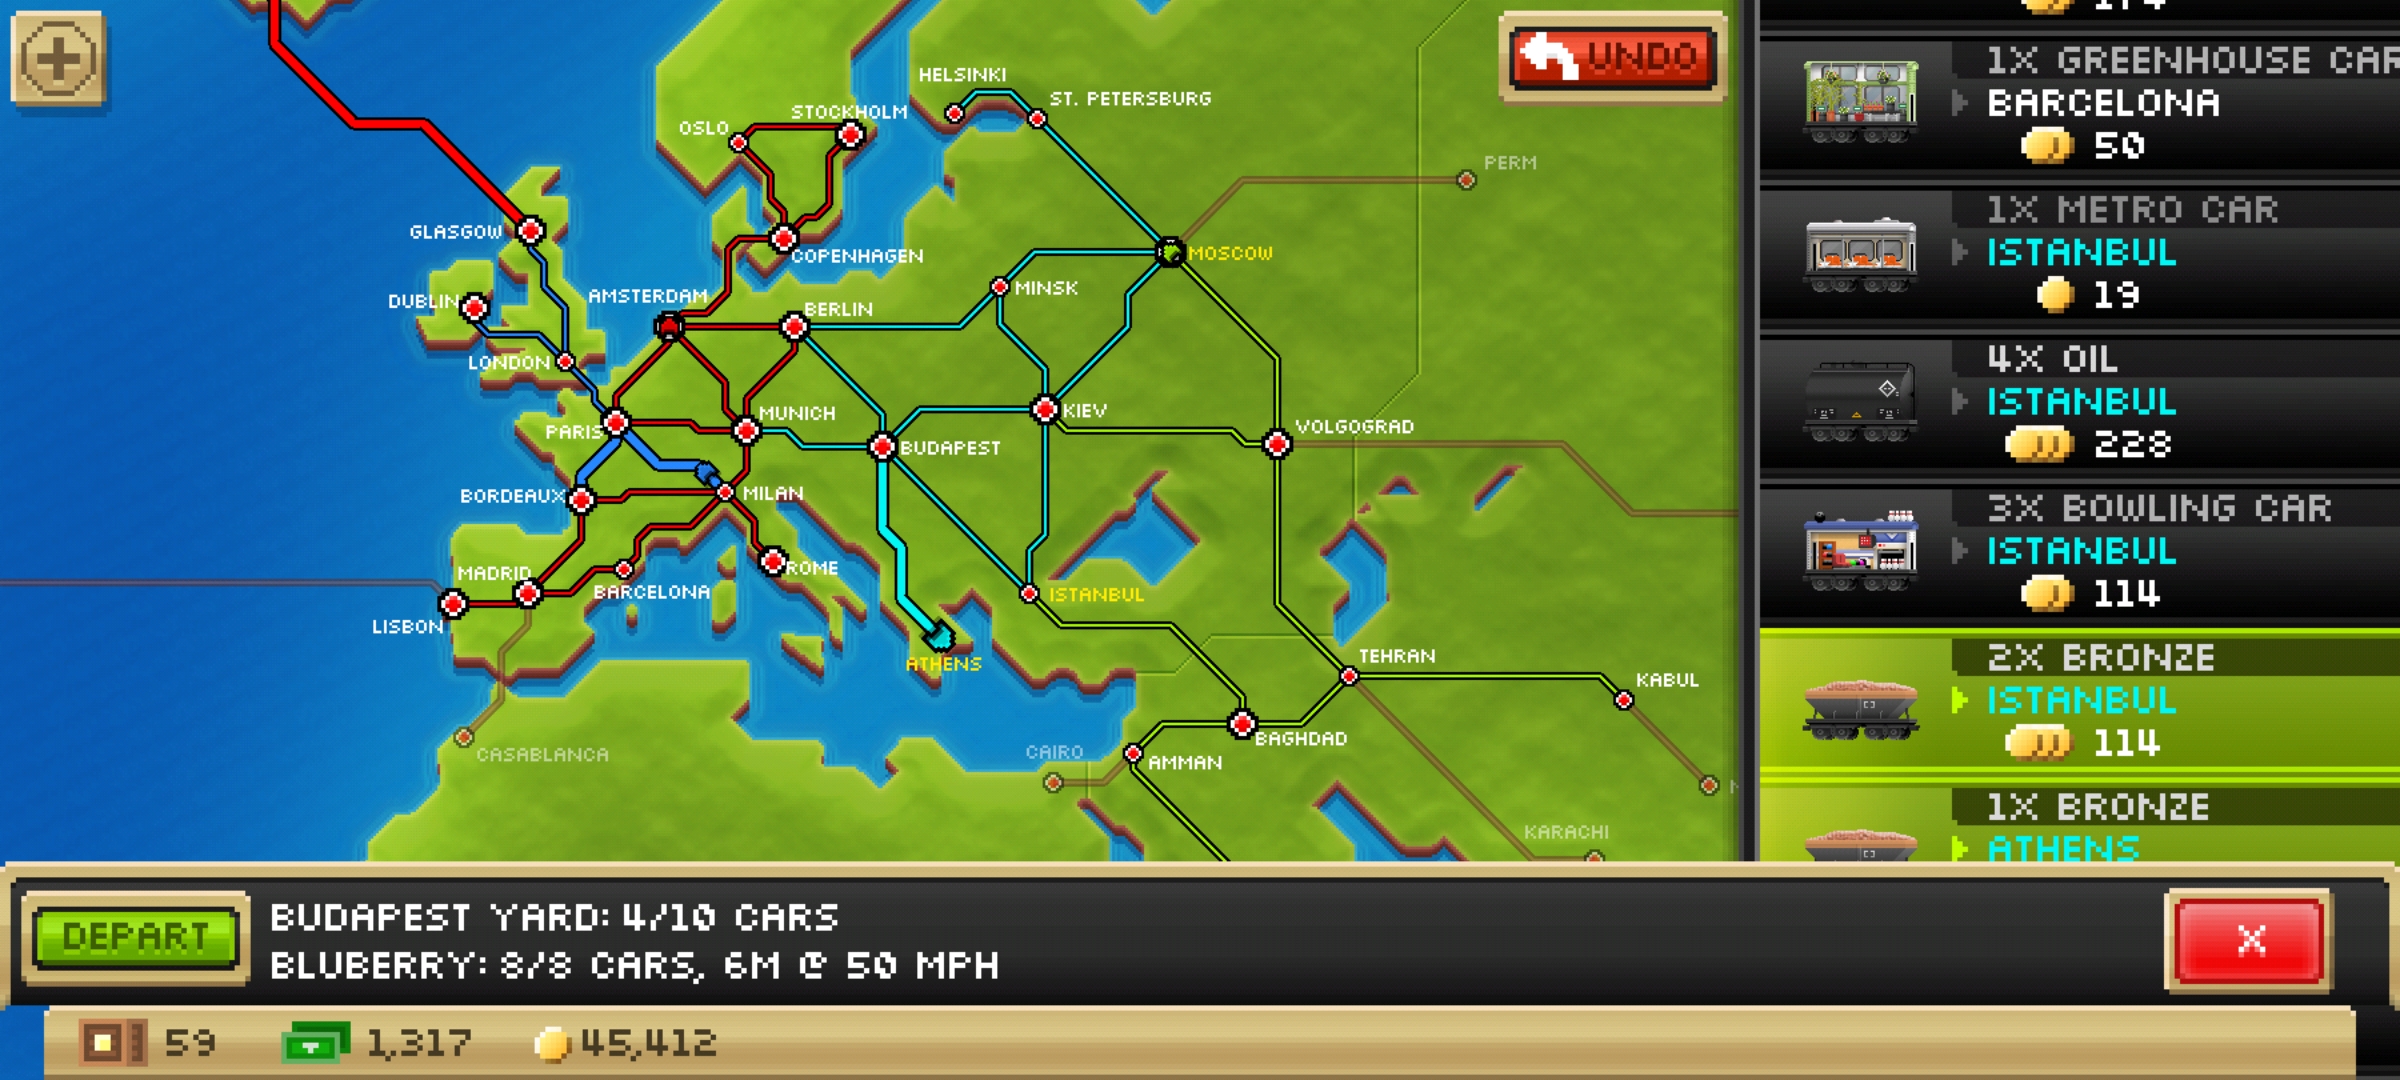 UNDO
HELSINKI
ST. PETERSBURG
STOCKHOLM
OSLO
PERM
GLASGOW
COPENHAGEN
MOSCOW
MINSK
AMSTERDAM
DUBLIN
BERLIN
LONDON
MUNICH
KIEV
PARIS
BUDAPEST
VOLGOGRAD
BORDEAUX
MILAN
MADRID
ROME
BARCELONA
ISTANBUL
LISBON
ATHENS
TEHRAN
KABUL
CASABLANCA
CAIRO
AMMAN
BAGHDAD
KARACHI
1X GREENHOUSE CAR
BARCELONA
50
1X METRO CAR
ISTANBUL
19
4X OIL
ISTANBUL
228
3X BOWLING CAR
ISTANBUL
114
2X BRONZE
ISTANBUL
114
1X BRONZE
ATHENS
DEPART
BUDAPEST YARD: 4/10 CARS
BLUBERRY: 8/8 CARS, 6M @ 50 MPH
X
59
1,317
45,412